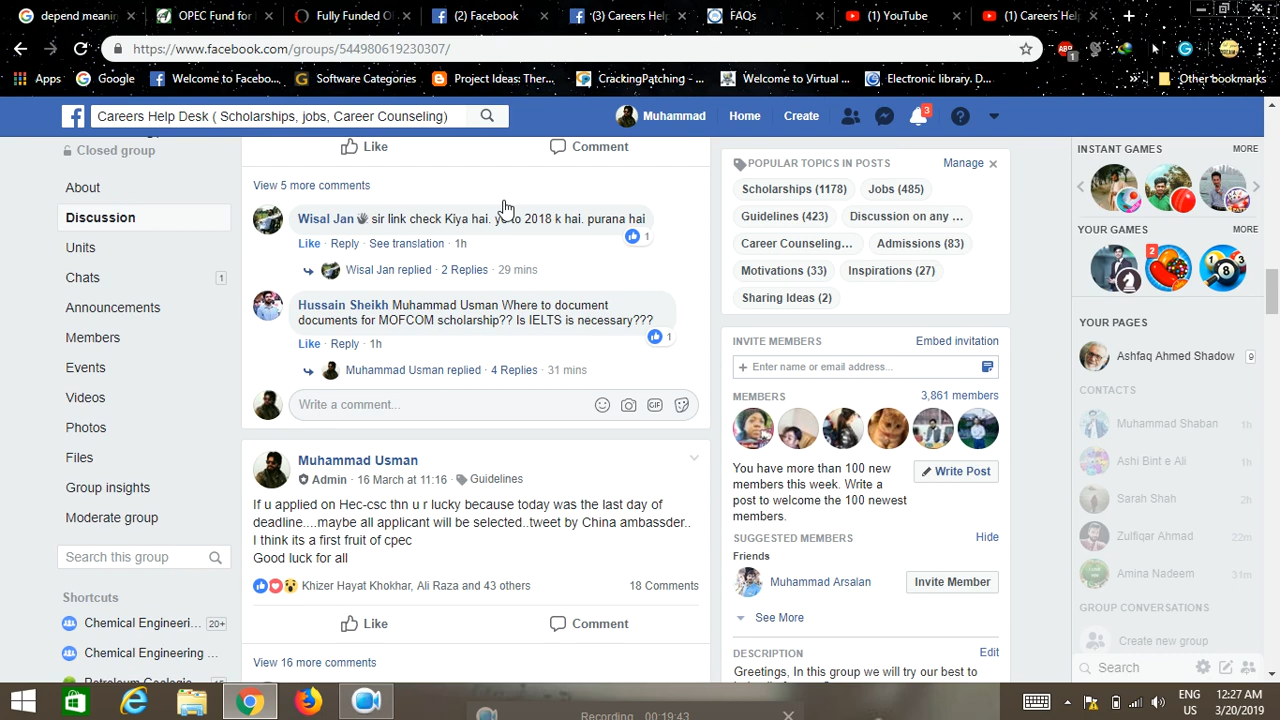 depend meanin
OPEC Fund for
Fully Funded O
(2) Facebook
(3) Careers Hel
FAQs
(1) YouTube
(1) Careers Hel
https://www.facebook.com/groups/544980619230307/
Apps
Google
Welcome to Facebo...
Software Categories
Project Ideas: Ther...
CrackingPatching - ...
Welcome to Virtual ...
Electronic library. D...
Other bookmarks
Careers Help Desk ( Scholarships, jobs, Career Counseling)
Muhammad
Home
Create
3
Closed group
About
Discussion
Units
Chats
1
Announcements
Members
Events
Videos
Photos
Files
Group insights
Moderate group
Search this group
Shortcuts
Chemical Engineeri...
20+
Chemical Engineering ...
Petroleum Geologic
Like
Comment
View 5 more comments
Wisal Jan sir link check Kiya hai. ye to 2018 k hai. purana hai
1
Like · Reply · See translation · 1h
Wisal Jan replied · 2 Replies · 29 mins
Hussain Sheikh Muhammad Usman Where to document
documents for MOFCOM scholarship?? Is IELTS is necessary???
1
Like · Reply · 1h
Muhammad Usman replied · 4 Replies · 31 mins
Write a comment...
Muhammad Usman
Admin · 16 March at 11:16 · Guidelines
If u applied on Hec-csc thn u r lucky because today was the last day of
deadline....maybe all applicant will be selected..tweet by China ambassder..
I think its a first fruit of cpec
Good luck for all
Khizer Hayat Khokhar, Ali Raza and 43 others
18 Comments
Like
Comment
View 16 more comments
POPULAR TOPICS IN POSTS
Manage
Scholarships (1178)
Jobs (485)
Guidelines (423)
Discussion on any ...
Career Counseling...
Admissions (83)
Motivations (33)
Inspirations (27)
Sharing Ideas (2)
INVITE MEMBERS
Embed invitation
+ Enter name or email address...
MEMBERS
3,861 members
You have more than 100 new
members this week. Write a
post to welcome the 100 newest
members.
Write Post
SUGGESTED MEMBERS
Hide
Friends
Muhammad Arsalan
Invite Member
See More
DESCRIPTION
Edit
Greetings, In this group we will try our best to
INSTANT GAMES
MORE
YOUR GAMES
MORE
2
YOUR PAGES
Ashfaq Ahmed Shadow
9
CONTACTS
Muhammad Shaban
1h
Ashi Bint e Ali
1h
Sarah Shah
2h
Zulfiqar Ahmad
22m
Amina Nadeem
31m
GROUP CONVERSATIONS
Create new group
Search
Recording 00:19:43
ENG
US
12:27 AM
3/20/2019